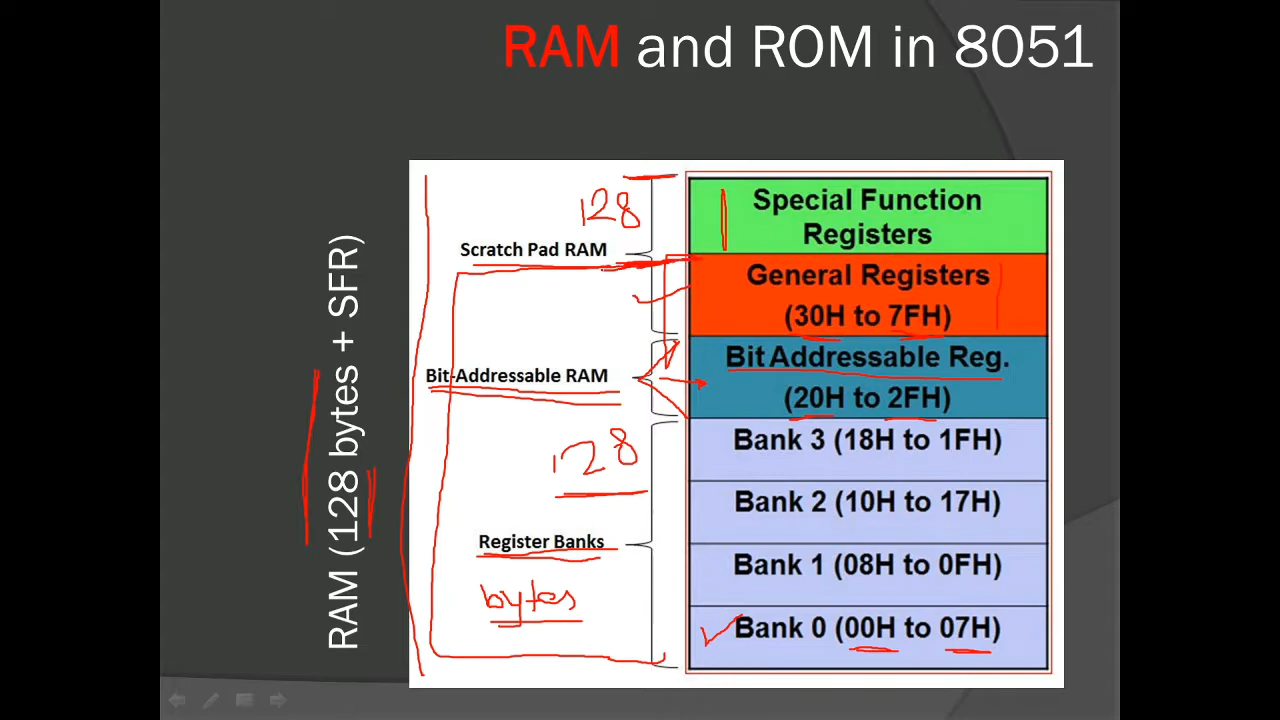 RAM and ROM in 8051
RAM (128 bytes + SFR)
128
Scratch Pad RAM
Bit-Addressable RAM
128
Register Banks
bytes
Special Function
Registers
General Registers
(30H to 7FH)
Bit Addressable Reg.
(20H to 2FH)
Bank 3 (18H to 1FH)
Bank 2 (10H to 17H)
Bank 1 (08H to 0FH)
Bank 0 (00H to 07H)